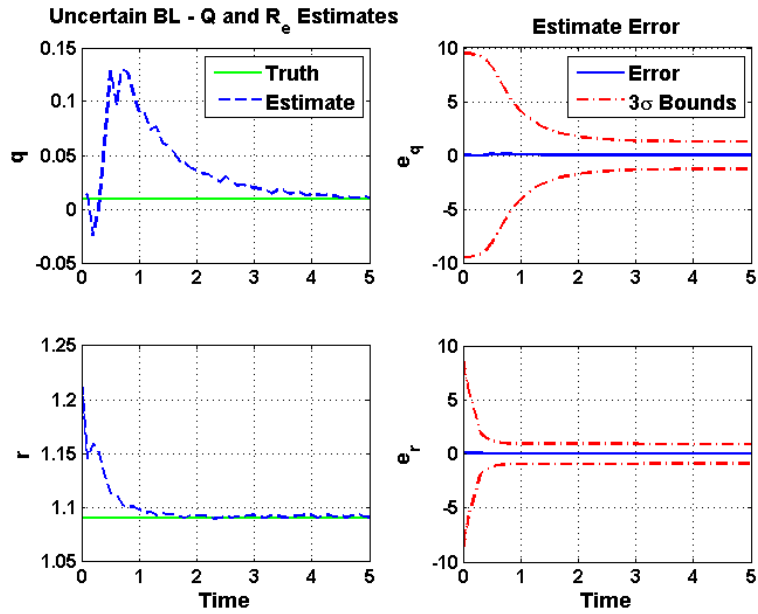 Uncertain BL - Q and R_e Estimates
0.15
0.1
0.05
0
-0.05
q
0 1 2 3 4 5
Truth
Estimate
Estimate Error
10
5
0
-5
-10
e_q
0 1 2 3 4 5
Error
3σ Bounds
1.25
1.2
1.15
1.1
1.05
r
0 1 2 3 4 5
Time
10
5
0
-5
-10
e_r
0 1 2 3 4 5
Time